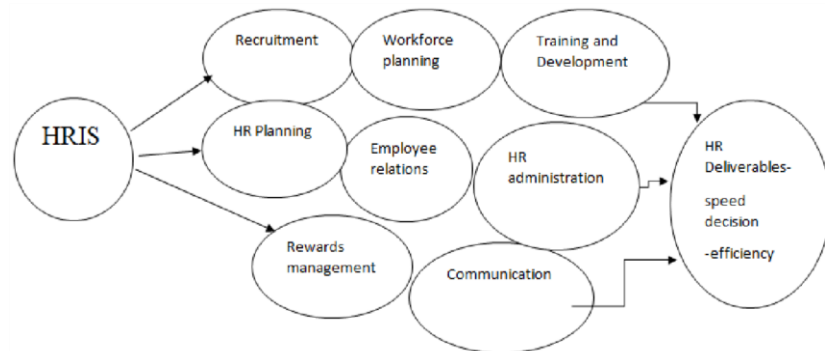 HRIS
Recruitment
Workforce
planning
Training and
Development
HR Planning
Employee
relations
HR
administration
Rewards
management
Communication
HR
Deliverables-
speed
decision
-efficiency